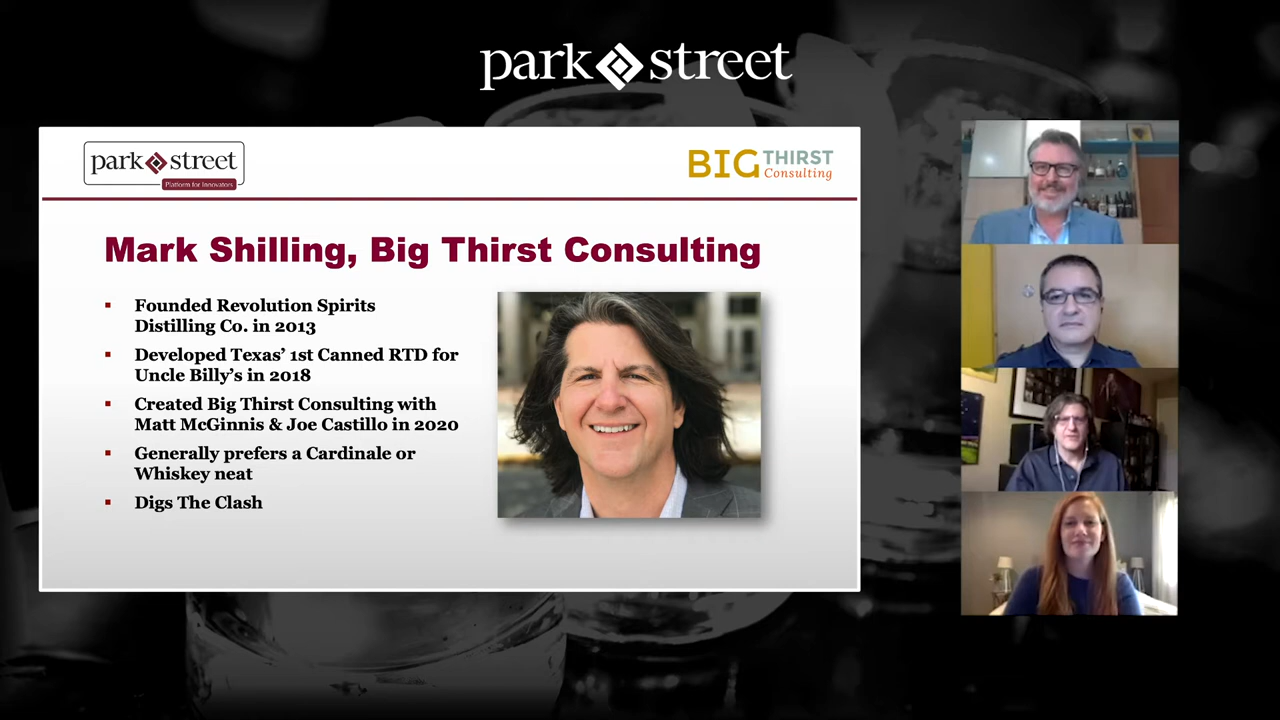 park street
park street
Platform for Innovators
BIG THIRST
Consulting
Mark Shilling, Big Thirst Consulting
Founded Revolution Spirits
Distilling Co. in 2013
Developed Texas’ 1st Canned RTD for
Uncle Billy’s in 2018
Created Big Thirst Consulting with
Matt McGinnis & Joe Castillo in 2020
Generally prefers a Cardinale or
Whiskey neat
Digs The Clash